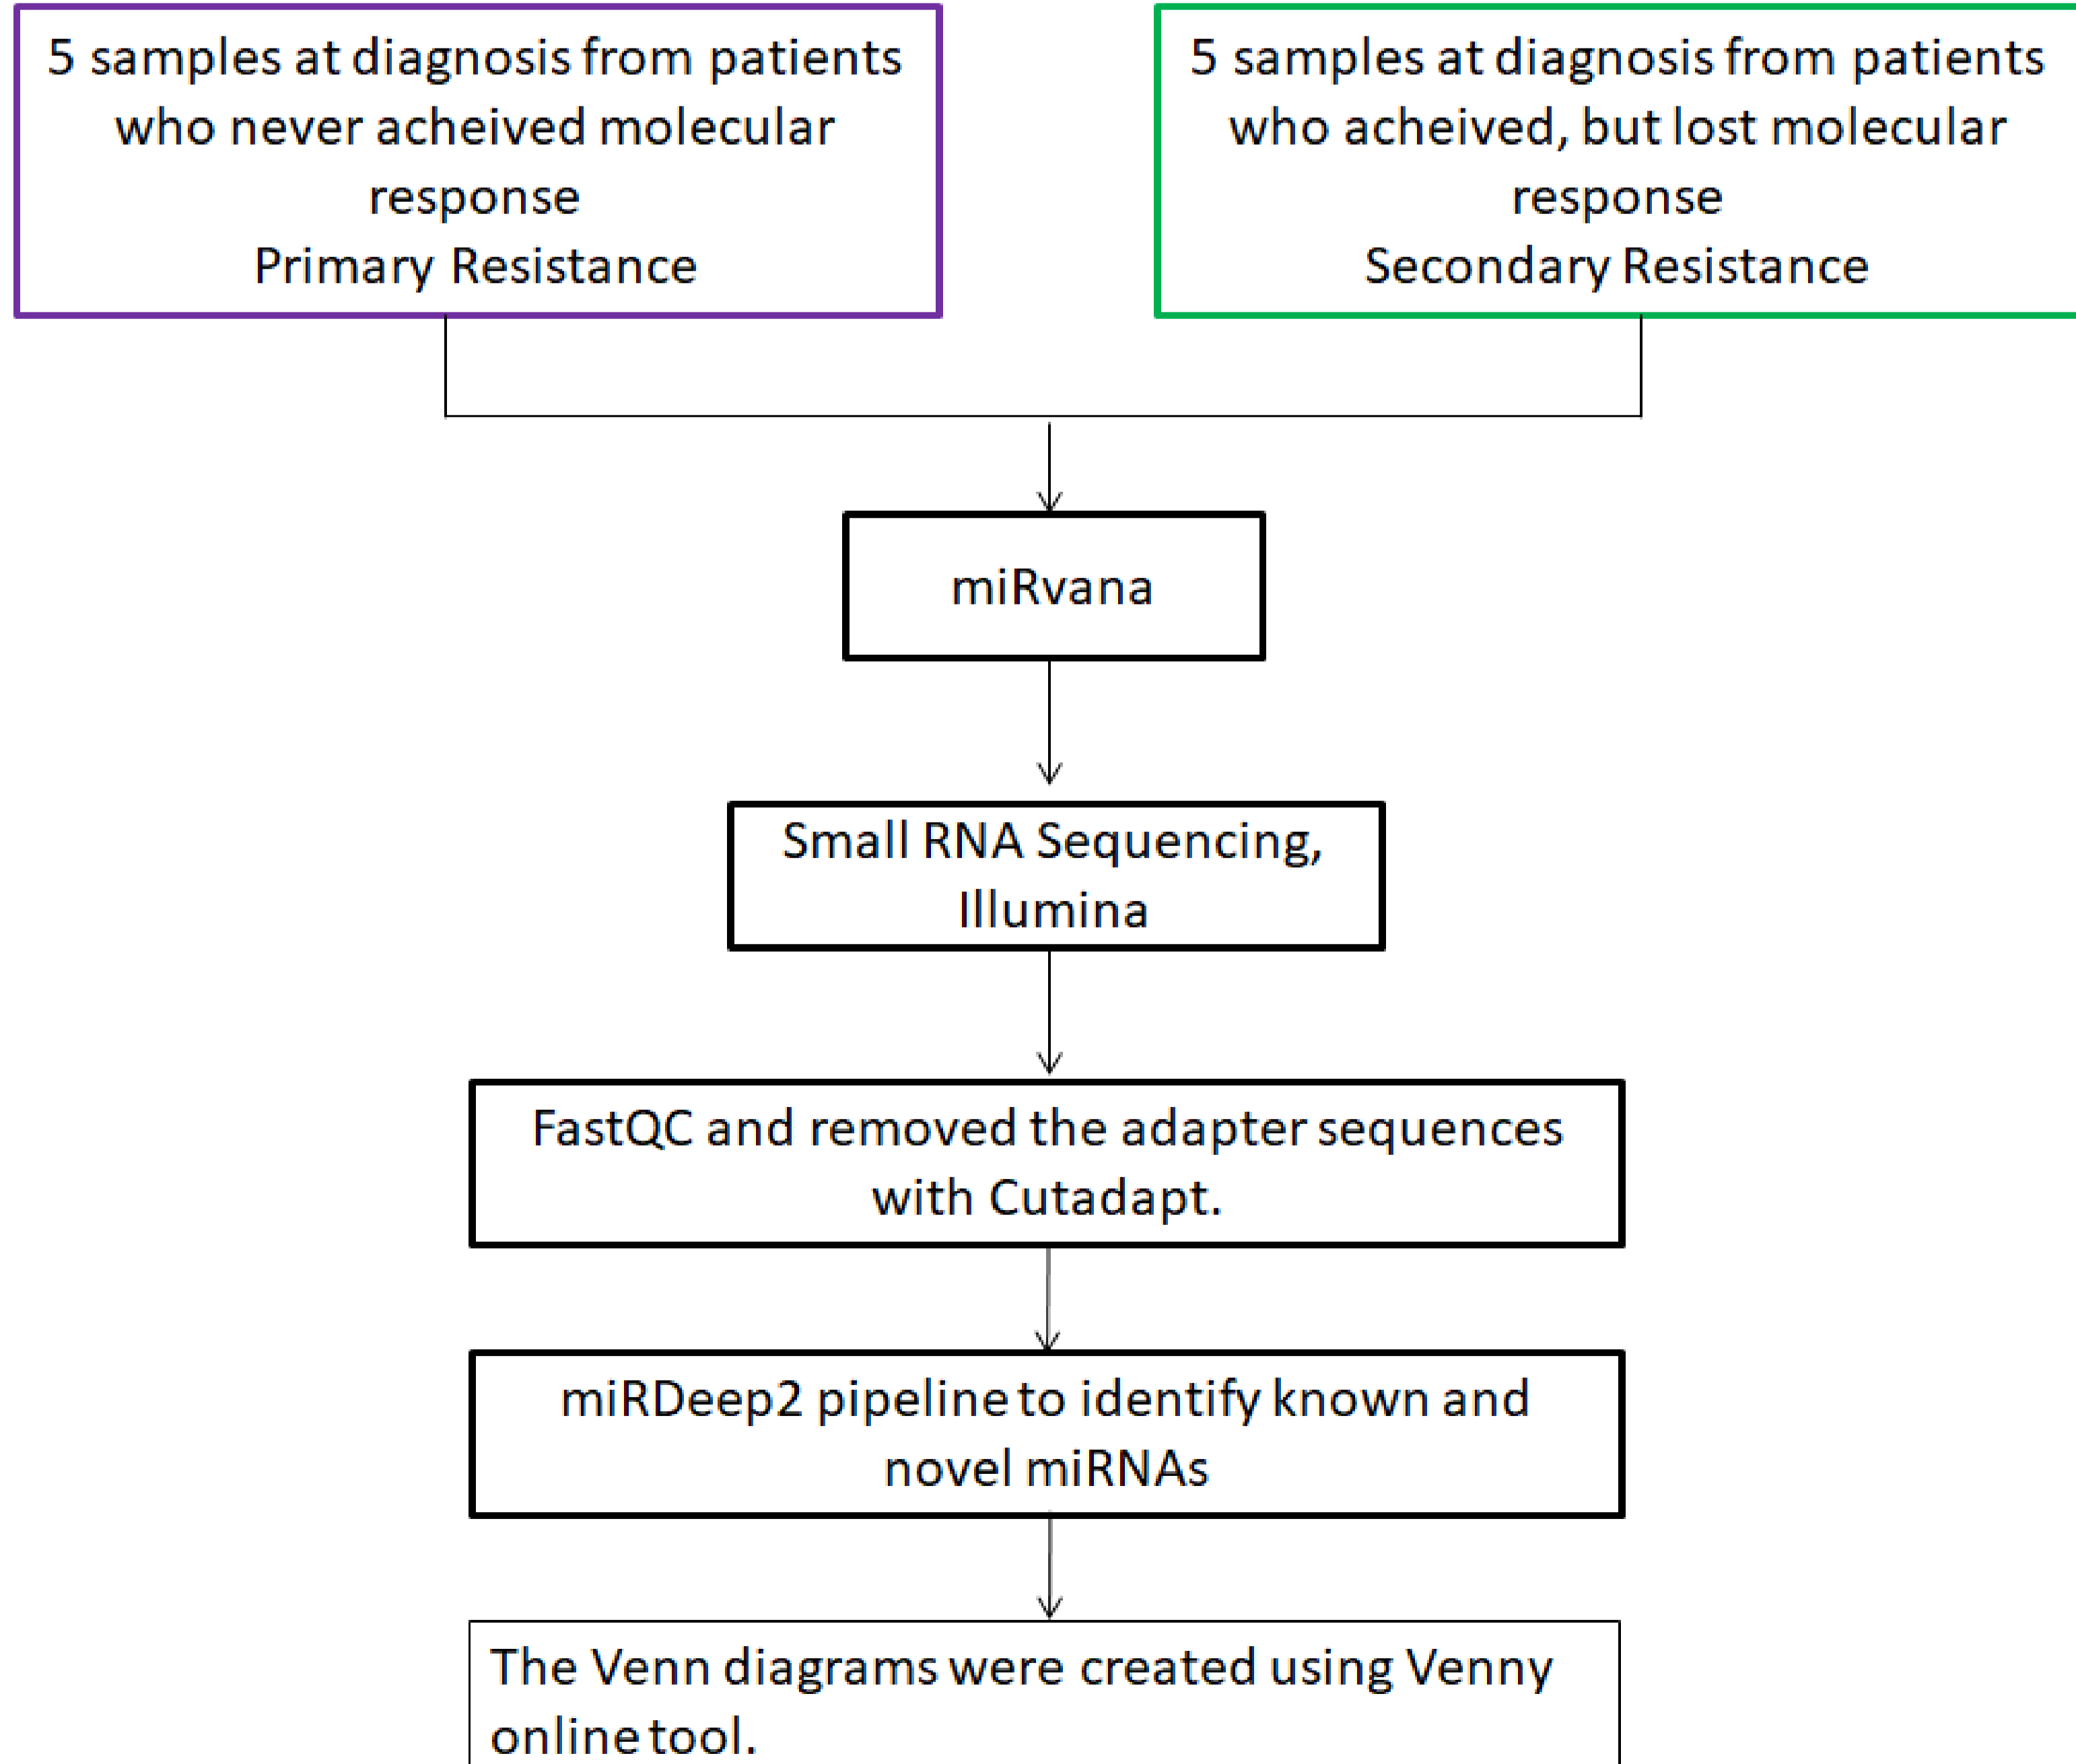 5 samples at diagnosis from patients
who never acheived molecular
response
Primary Resistance
5 samples at diagnosis from patients
who acheived, but lost molecular
response
Secondary Resistance
miRvana
Small RNA Sequencing,
Illumina
FastQC and removed the adapter sequences
with Cutadapt.
miRDeep2 pipeline to identify known and
novel miRNAs
The Venn diagrams were created using Venny
online tool.